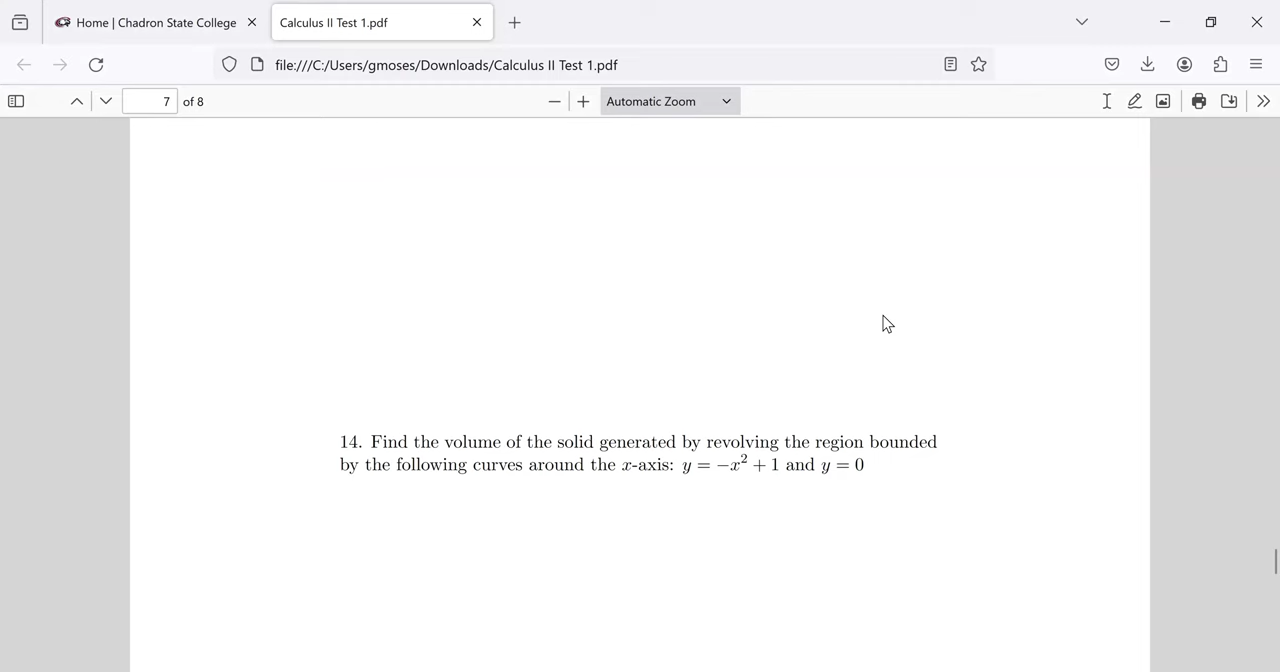 Home | Chadron State College
Calculus II Test 1.pdf
file:///C:/Users/gmoses/Downloads/Calculus II Test 1.pdf
7 of 8
Automatic Zoom
14. Find the volume of the solid generated by revolving the region bounded
by the following curves around the x-axis: y = −x² + 1 and y = 0